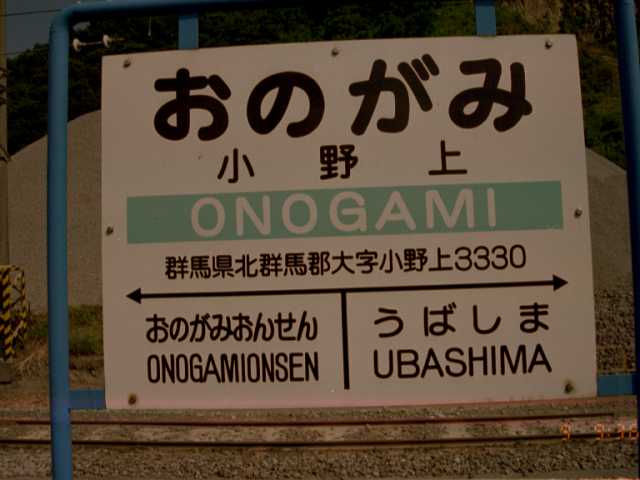 おのがみ
小野上
ONOGAMI
群馬県北群馬郡大字小野上3330
おのがみおんせん
ONOGAMIONSEN
うばしま
UBASHIMA